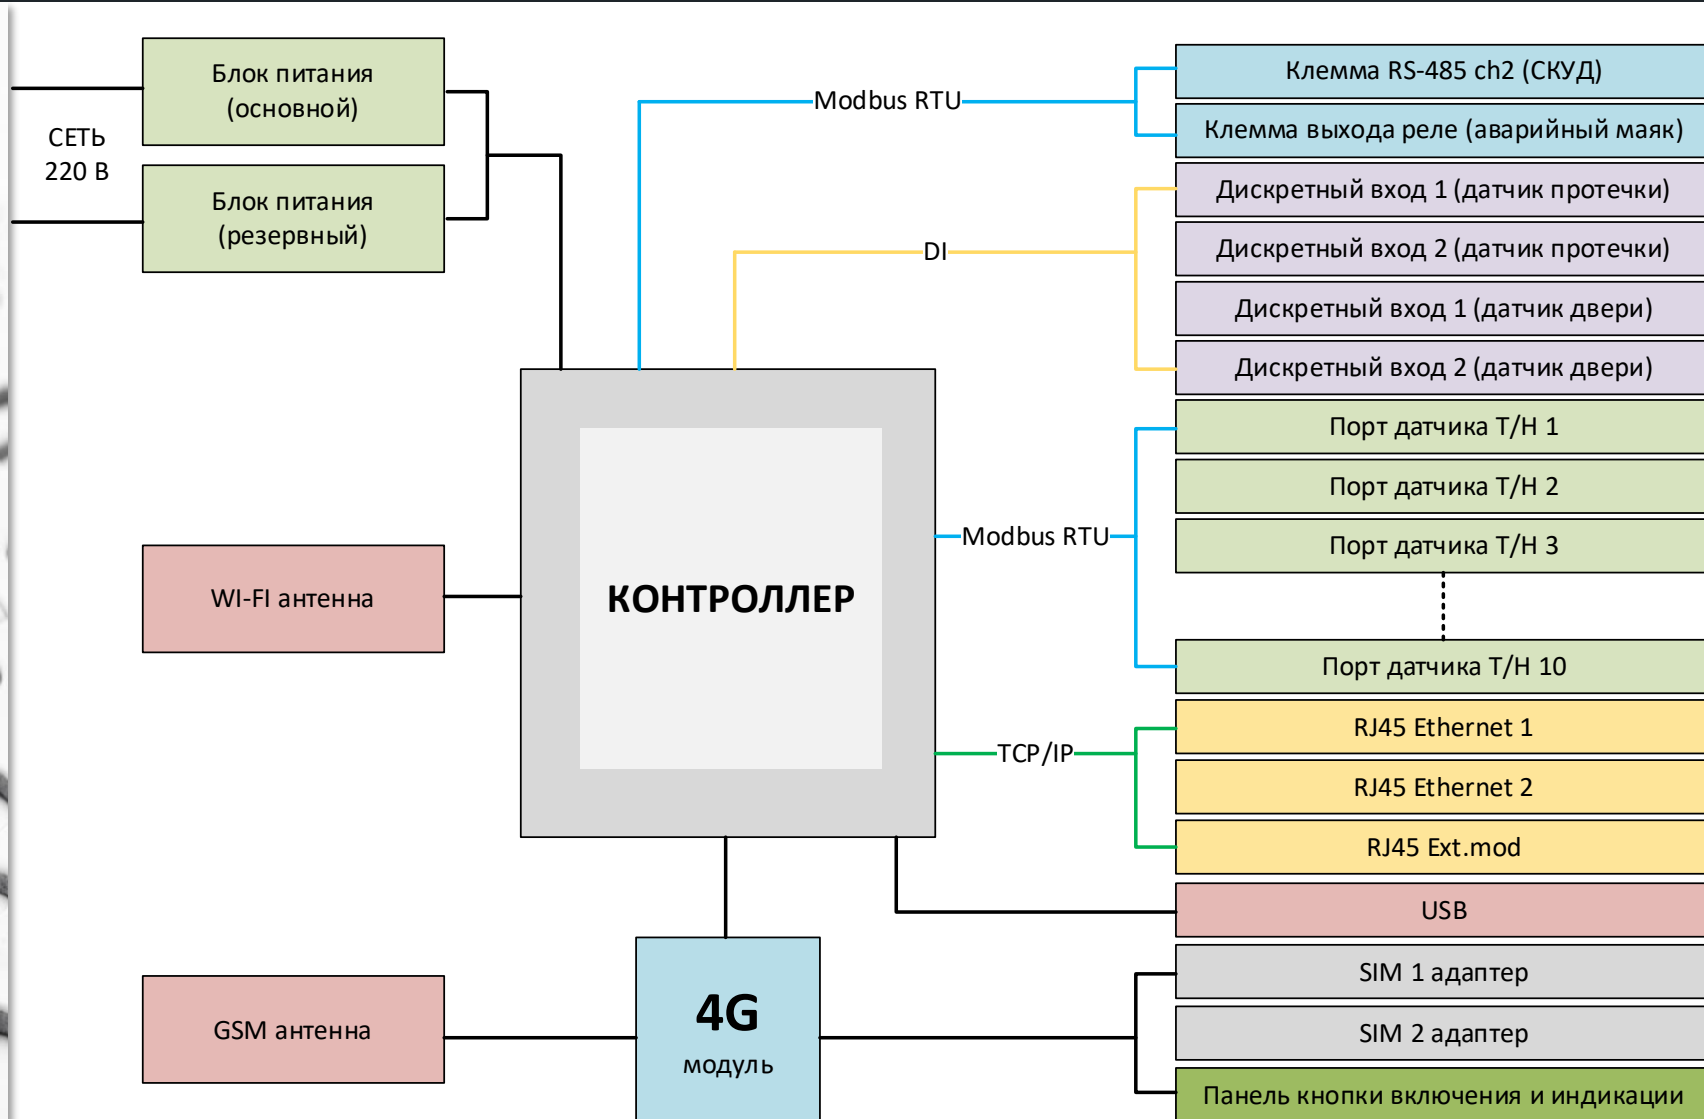 Блок питания
(основной)
СЕТЬ
220 В
Блок питания
(резервный)
Modbus RTU
Клемма RS-485 ch2 (СКУД)
Клемма выхода реле (аварийный маяк)
DI
Дискретный вход 1 (датчик протечки)
Дискретный вход 2 (датчик протечки)
Дискретный вход 1 (датчик двери)
Дискретный вход 2 (датчик двери)
Modbus RTU
Порт датчика T/H 1
Порт датчика T/H 2
Порт датчика T/H 3
Порт датчика T/H 10
WI-FI антенна
КОНТРОЛЛЕР
TCP/IP
RJ45 Ethernet 1
RJ45 Ethernet 2
RJ45 Ext.mod
USB
GSM антенна
4G
модуль
SIM 1 адаптер
SIM 2 адаптер
Панель кнопки включения и индикации